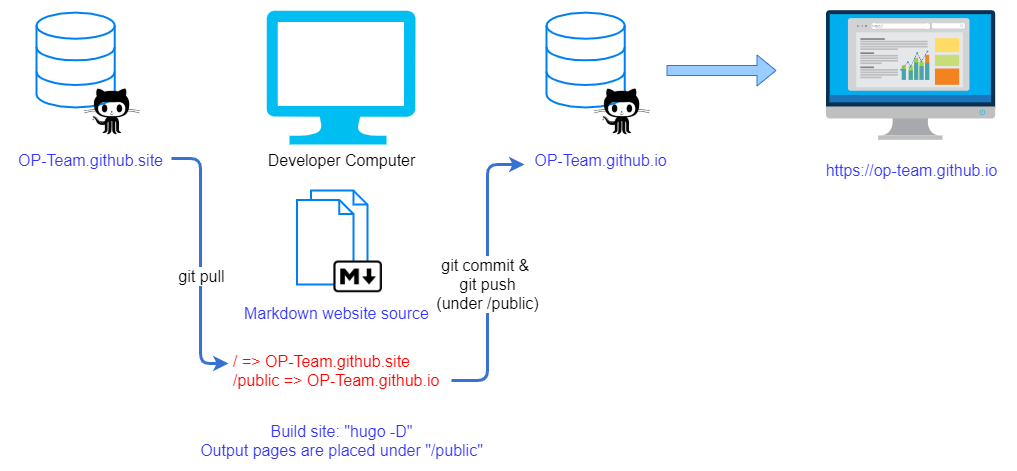 OP-Team.github.site
Developer Computer
OP-Team.github.io
https://op-team.github.io
git pull
M
Markdown website source
git commit &
git push
(under /public)
/ => OP-Team.github.site
/public => OP-Team.github.io
Build site: "hugo -D"
Output pages are placed under "/public"